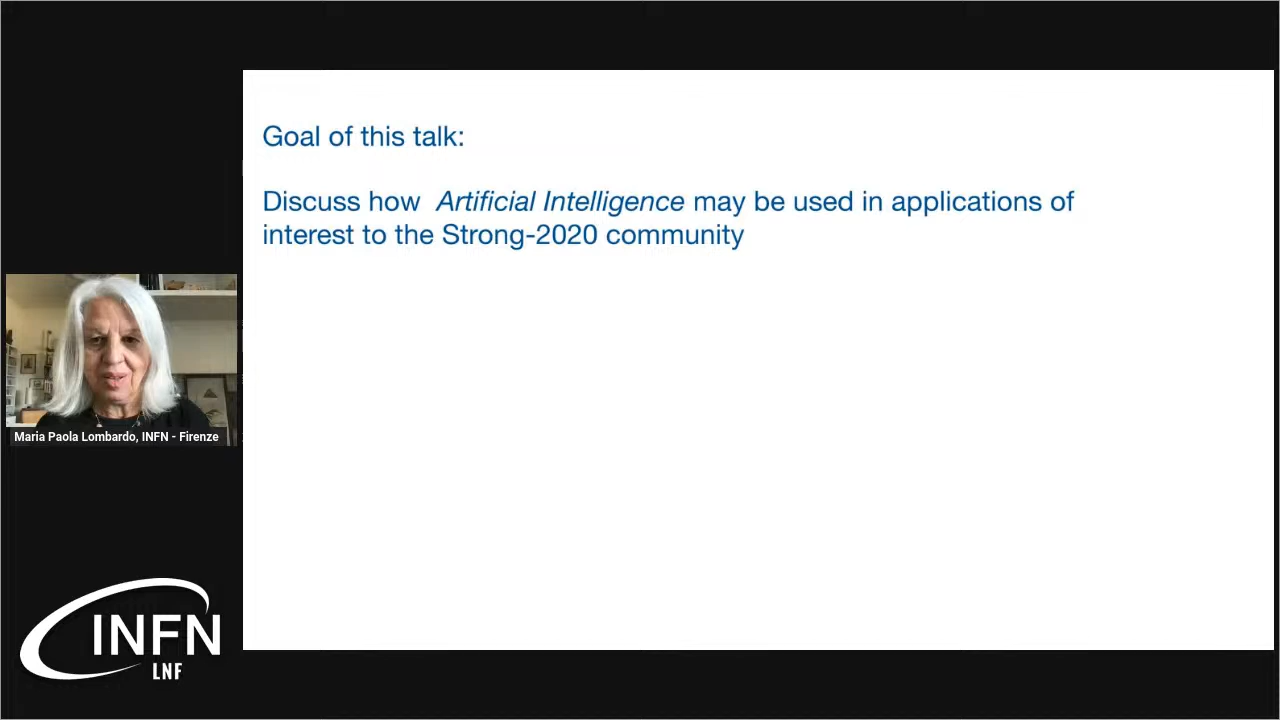 Goal of this talk:
Discuss how Artificial Intelligence may be used in applications of
interest to the Strong-2020 community
Maria Paola Lombardo, INFN - Firenze
INFN
LNF